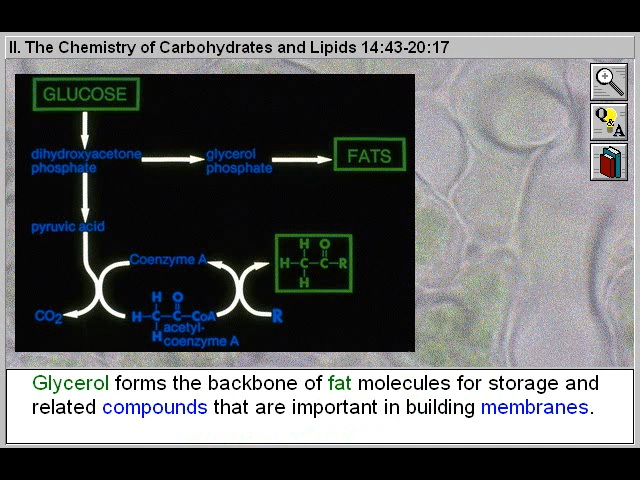 II. The Chemistry of Carbohydrates and Lipids 14:43-20:17
GLUCOSE
dihydroxyacetone
phosphate
glycerol
phosphate
FATS
pyruvic acid
Coenzyme A
H O
H–C–C–R
H
CO2
H O
H–C–C–CoA
H
acetyl-
coenzyme A
R
Q&A
Glycerol forms the backbone of fat molecules for storage and
related compounds that are important in building membranes.